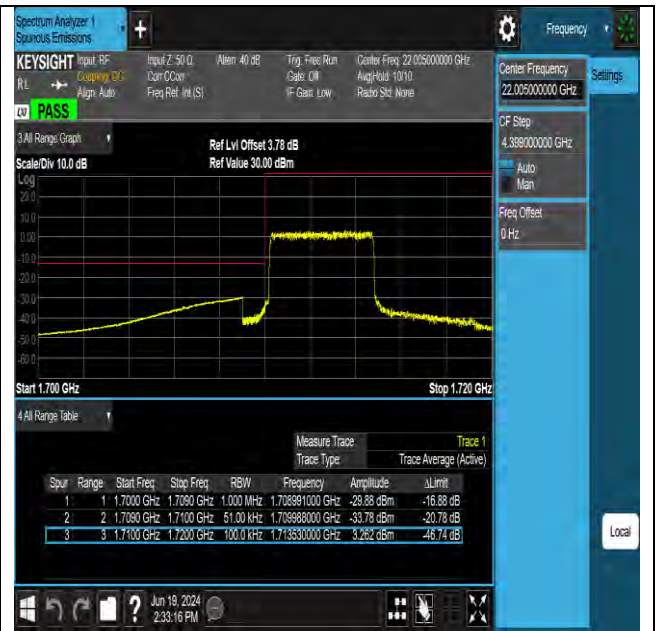 Spectrum Analyzer 1
Spurious Emissions
+
Frequency
KEYSIGHT Input: RF Input Z: 50 Ω Atten: 40 dB Trig: Free Run Center Freq: 22.005000000 GHz
RL Coupling: DC Corr CCorr Gate: Off Avg|Hold: 10/10
Align: Auto Freq Ref: Int (S) IF Gain: Low Radio Std: None
LXI PASS
Center Frequency
22.005000000 GHz
Settings
CF Step
4.399000000 GHz
Auto
Man
Freq Offset
0 Hz
3 All Range Graph
Ref Lvl Offset 3.78 dB
Scale/Div 10.0 dB Ref Value 30.00 dBm
Log
20.0
10.0
0.00
-10.0
-20.0
-30.0
-40.0
-50.0
-60.0
Start 1.700 GHz Stop 1.720 GHz
4 All Range Table
Measure Trace Trace 1
Trace Type Trace Average (Active)
Spur Range Start Freq Stop Freq RBW Frequency Amplitude ΔLimit
1 1 1.7000 GHz 1.7090 GHz 1.000 MHz 1.708991000 GHz -29.88 dBm -16.88 dB
2 2 1.7090 GHz 1.7100 GHz 51.00 kHz 1.709988000 GHz -33.78 dBm -20.78 dB
3 3 1.7100 GHz 1.7200 GHz 100.0 kHz 1.713530000 GHz 3.262 dBm -46.74 dB
Local
? Jun 19, 2024
2:33:16 PM